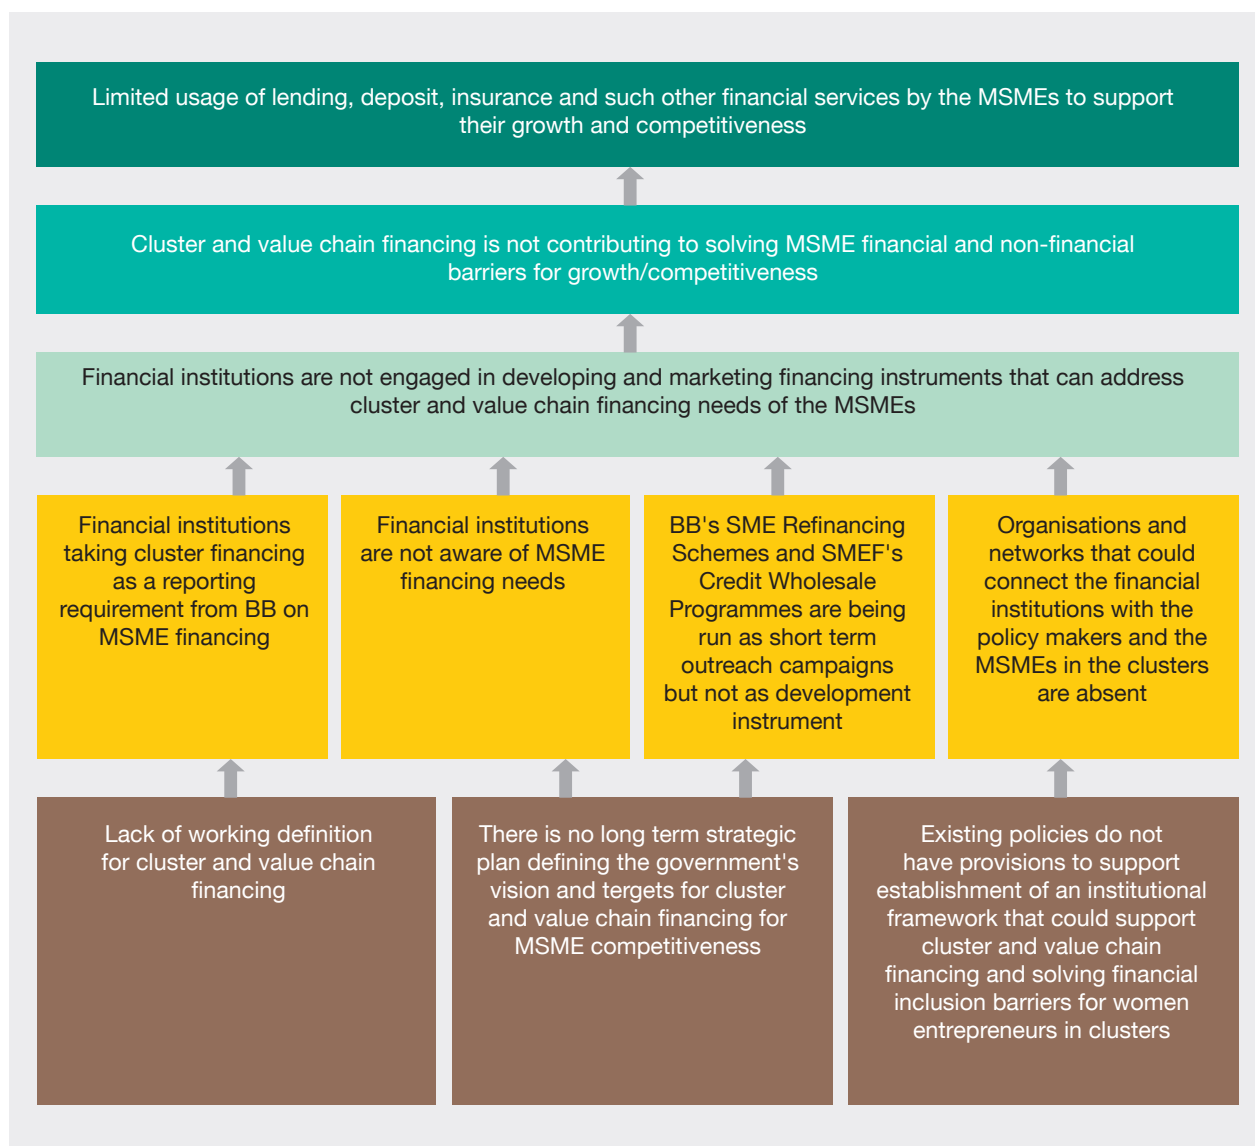 Limited usage of lending, deposit, insurance and such other financial services by the MSMEs to support
their growth and competitiveness
Cluster and value chain financing is not contributing to solving MSME financial and non-financial
barriers for growth/competitiveness
Financial institutions are not engaged in developing and marketing financing instruments that can address
cluster and value chain financing needs of the MSMEs
Financial institutions
taking cluster financing
as a reporting
requirement from BB on
MSME financing
Financial institutions
are not aware of MSME
financing needs
BB's SME Refinancing
Schemes and SMEF's
Credit Wholesale
Programmes are being
run as short term
outreach campaigns
but not as development
instrument
Organisations and
networks that could
connect the financial
institutions with the
policy makers and the
MSMEs in the clusters
are absent
Lack of working definition
for cluster and value chain
financing
There is no long term strategic
plan defining the government's
vision and tergets for cluster
and value chain financing for
MSME competitiveness
Existing policies do not
have provisions to support
establishment of an institutional
framework that could support
cluster and value chain
financing and solving financial
inclusion barriers for women
entrepreneurs in clusters